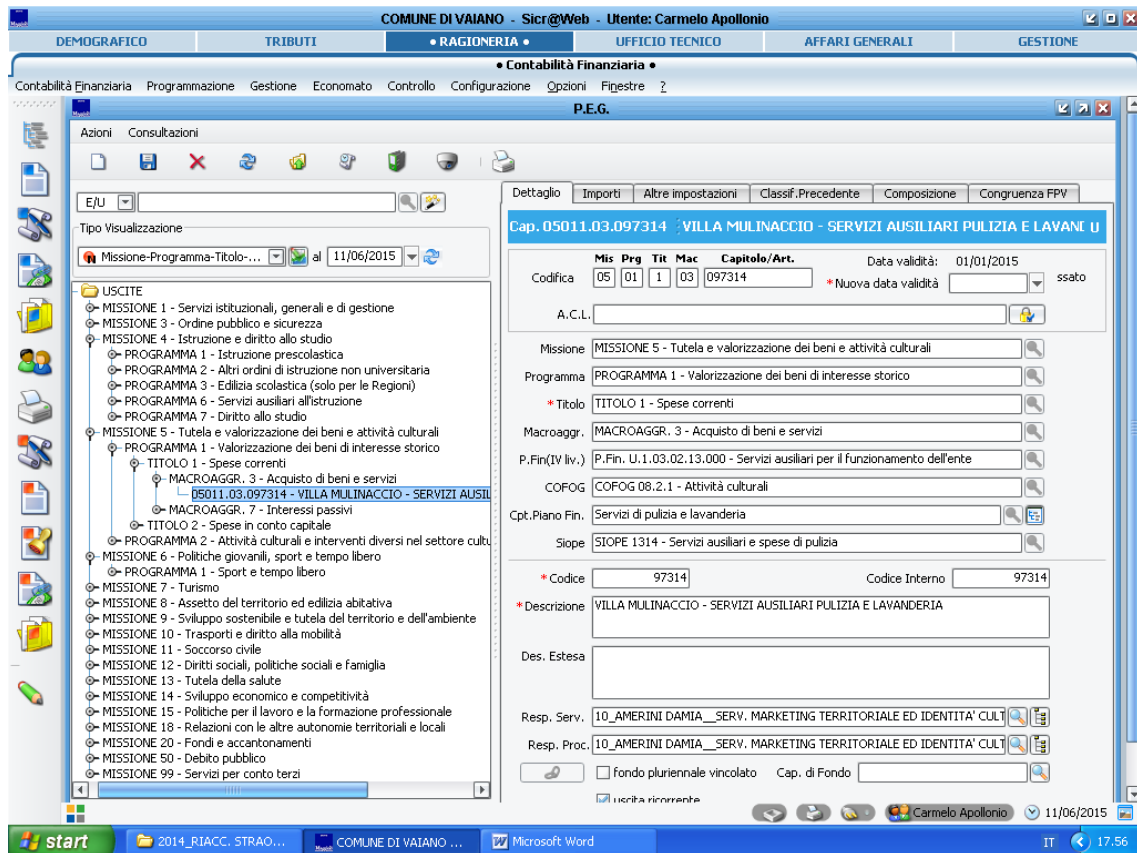 COMUNE DI VAIANO - Sicr@Web - Utente: Carmelo Apollonio
DEMOGRAFICO TRIBUTI • RAGIONERIA • UFFICIO TECNICO AFFARI GENERALI GESTIONE
• Contabilità Finanziaria •
Contabilità Finanziaria Programmazione Gestione Economato Controllo Configurazione Opzioni Finestre ?
P.E.G.
Azioni Consultazioni
E/U
Tipo Visualizzazione
Missione-Programma-Titolo-... al 11/06/2015
USCITE
MISSIONE 1 - Servizi istituzionali, generali e di gestione
MISSIONE 3 - Ordine pubblico e sicurezza
MISSIONE 4 - Istruzione e diritto allo studio
PROGRAMMA 1 - Istruzione prescolastica
PROGRAMMA 2 - Altri ordini di istruzione non universitaria
PROGRAMMA 3 - Edilizia scolastica (solo per le Regioni)
PROGRAMMA 6 - Servizi ausiliari all'istruzione
PROGRAMMA 7 - Diritto allo studio
MISSIONE 5 - Tutela e valorizzazione dei beni e attività culturali
PROGRAMMA 1 - Valorizzazione dei beni di interesse storico
TITOLO 1 - Spese correnti
MACROAGGR. 3 - Acquisto di beni e servizi
05011.03.097314 - VILLA MULINACCIO - SERVIZI AUSIL
MACROAGGR. 7 - Interessi passivi
TITOLO 2 - Spese in conto capitale
PROGRAMMA 2 - Attività culturali e interventi diversi nel settore cultu
MISSIONE 6 - Politiche giovanili, sport e tempo libero
PROGRAMMA 1 - Sport e tempo libero
MISSIONE 7 - Turismo
MISSIONE 8 - Assetto del territorio ed edilizia abitativa
MISSIONE 9 - Sviluppo sostenibile e tutela del territorio e dell'ambiente
MISSIONE 10 - Trasporti e diritto alla mobilità
MISSIONE 11 - Soccorso civile
MISSIONE 12 - Diritti sociali, politiche sociali e famiglia
MISSIONE 13 - Tutela della salute
MISSIONE 14 - Sviluppo economico e competitività
MISSIONE 15 - Politiche per il lavoro e la formazione professionale
MISSIONE 18 - Relazioni con le altre autonomie territoriali e locali
MISSIONE 20 - Fondi e accantonamenti
MISSIONE 50 - Debito pubblico
MISSIONE 99 - Servizi per conto terzi
Dettaglio Importi Altre impostazioni Classif.Precedente Composizione Congruenza FPV
Cap. 05011.03.097314 VILLA MULINACCIO - SERVIZI AUSILIARI PULIZIA E LAVANI U
Mis Prg Tit Mac Capitolo/Art. Data validità: 01/01/2015
Codifica 05 01 1 03 097314 *Nuova data validità ssato
A.C.L.
Missione MISSIONE 5 - Tutela e valorizzazione dei beni e attività culturali
Programma PROGRAMMA 1 - Valorizzazione dei beni di interesse storico
* Titolo TITOLO 1 - Spese correnti
Macroaggr. MACROAGGR. 3 - Acquisto di beni e servizi
P.Fin(IV liv.) P.Fin. U.1.03.02.13.000 - Servizi ausiliari per il funzionamento dell'ente
COFOG COFOG 08.2.1 - Attività culturali
Cpt.Piano Fin. Servizi di pulizia e lavanderia
Siope SIOPE 1314 - Servizi ausiliari e spese di pulizia
* Codice 97314 Codice Interno 97314
* Descrizione VILLA MULINACCIO - SERVIZI AUSILIARI PULIZIA E LAVANDERIA
Des. Estesa
Resp. Serv. 10_AMERINI DAMIA__SERV. MARKETING TERRITORIALE ED IDENTITA' CULT
Resp. Proc. 10_AMERINI DAMIA__SERV. MARKETING TERRITORIALE ED IDENTITA' CULT
fondo pluriennale vincolato Cap. di Fondo
uscita ricorrente
Carmelo Apollonio 11/06/2015
start 2014_RIACC. STRAO... COMUNE DI VAIANO ... Microsoft Word IT 17.56